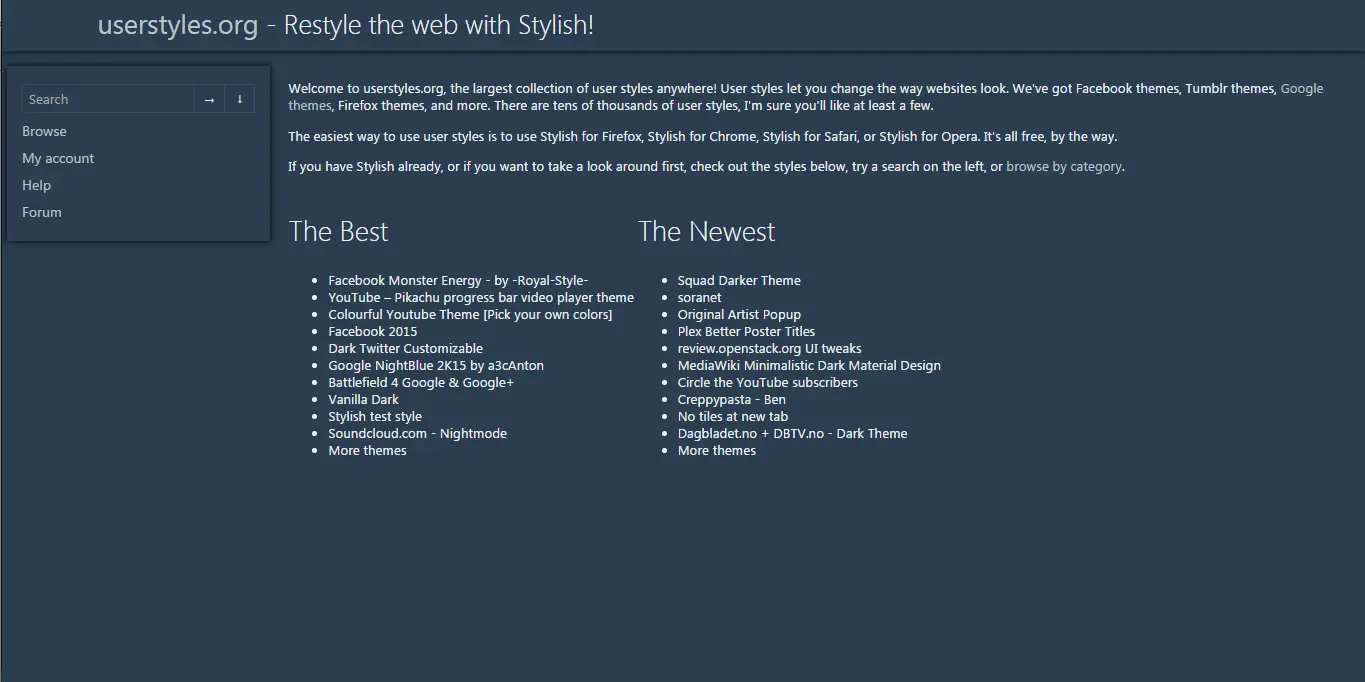 userstyles.org - Restyle the web with Stylish!
Search → ↓
Browse
My account
Help
Forum
Welcome to userstyles.org, the largest collection of user styles anywhere! User styles let you change the way websites look. We've got Facebook themes, Tumblr themes, Google
themes, Firefox themes, and more. There are tens of thousands of user styles, I'm sure you'll like at least a few.
The easiest way to use user styles is to use Stylish for Firefox, Stylish for Chrome, Stylish for Safari, or Stylish for Opera. It's all free, by the way.
If you have Stylish already, or if you want to take a look around first, check out the styles below, try a search on the left, or browse by category.
The Best
• Facebook Monster Energy - by -Royal-Style-
• YouTube – Pikachu progress bar video player theme
• Colourful Youtube Theme [Pick your own colors]
• Facebook 2015
• Dark Twitter Customizable
• Google NightBlue 2K15 by a3cAnton
• Battlefield 4 Google & Google+
• Vanilla Dark
• Stylish test style
• Soundcloud.com - Nightmode
• More themes
The Newest
• Squad Darker Theme
• soranet
• Original Artist Popup
• Plex Better Poster Titles
• review.openstack.org UI tweaks
• MediaWiki Minimalistic Dark Material Design
• Circle the YouTube subscribers
• Creppypasta - Ben
• No tiles at new tab
• Dagbladet.no + DBTV.no - Dark Theme
• More themes